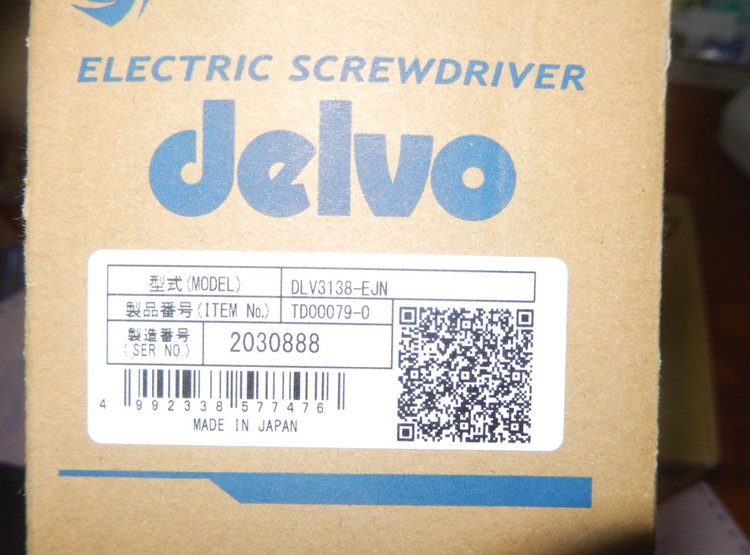 ELECTRIC SCREWDRIVER
delvo
型式(MODEL) DLV3138-EJN
製品番号(ITEM No.) TD00079-0
製造番号
(SER NO.) 2030888
4 992338 577476
MADE IN JAPAN